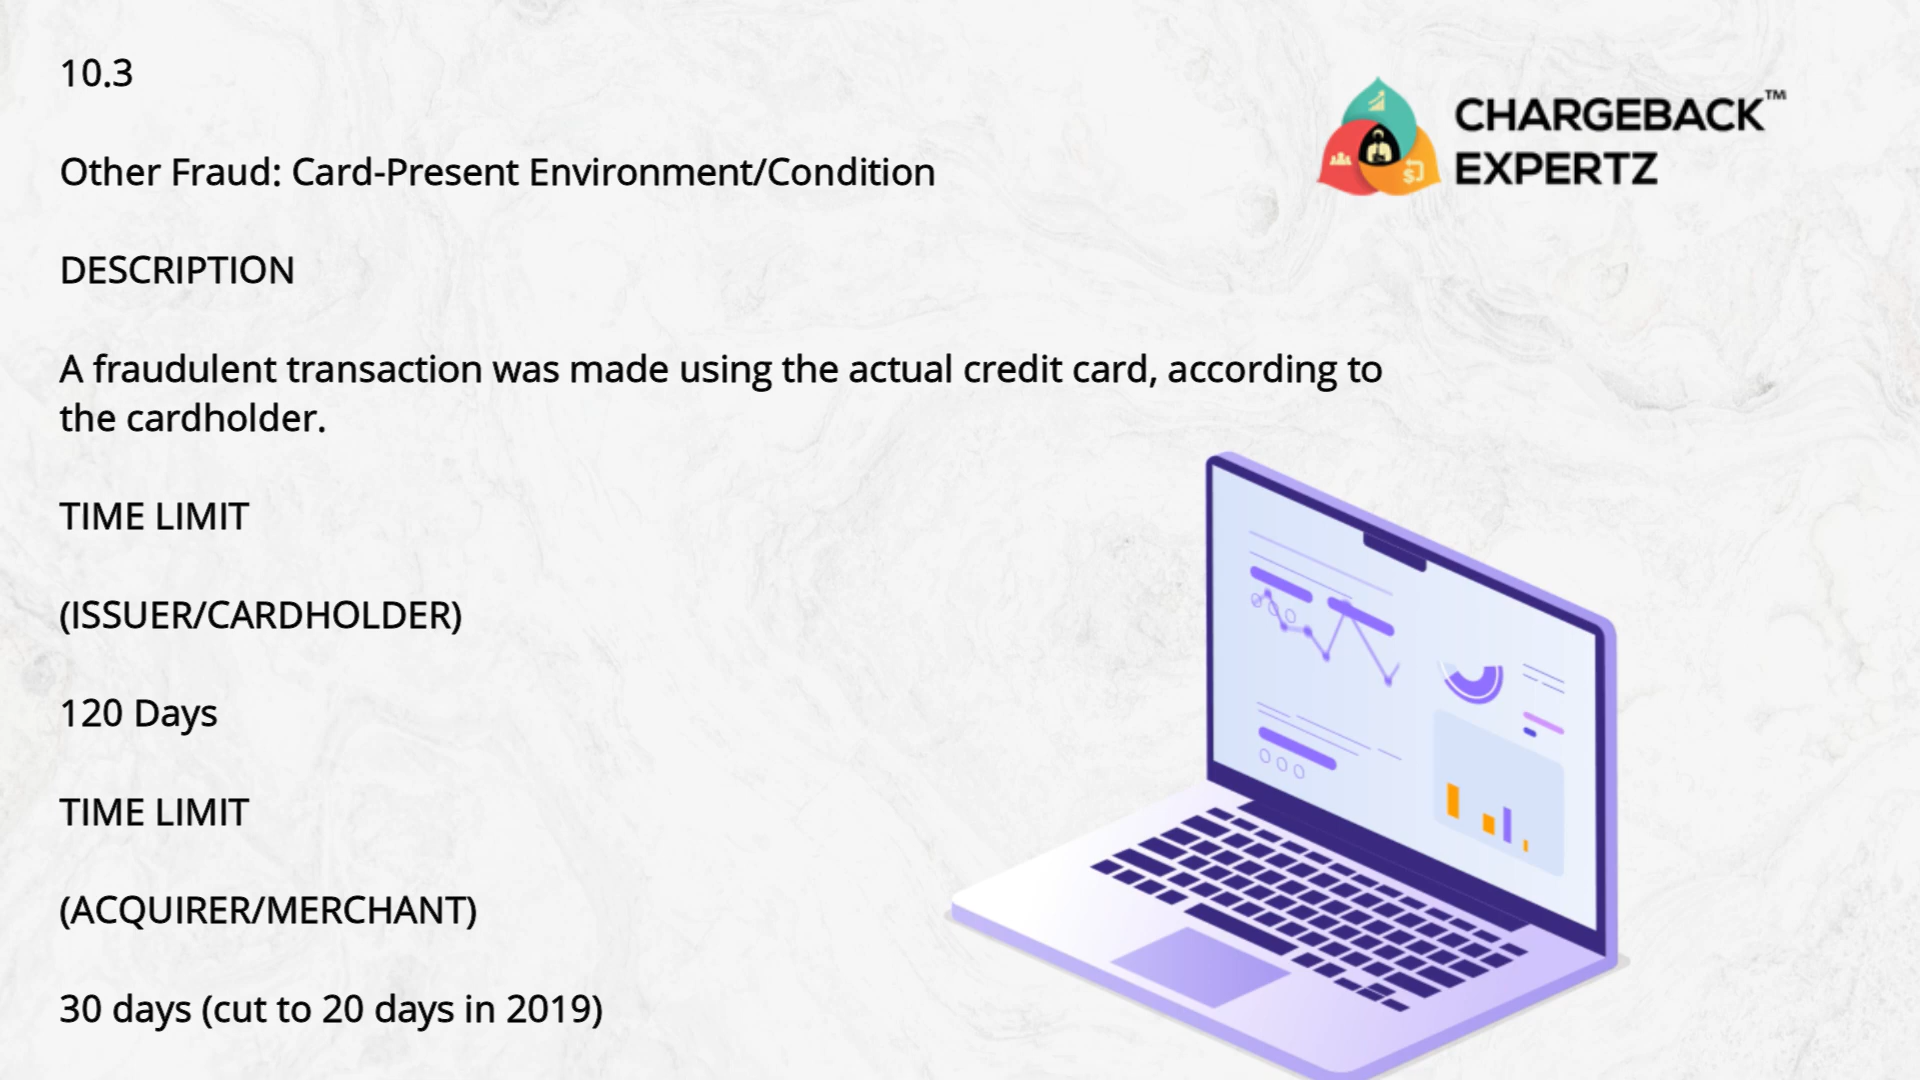 10.3
CHARGEBACK™
EXPERTZ
Other Fraud: Card-Present Environment/Condition
DESCRIPTION
A fraudulent transaction was made using the actual credit card, according to
the cardholder.
TIME LIMIT
(ISSUER/CARDHOLDER)
120 Days
TIME LIMIT
(ACQUIRER/MERCHANT)
30 days (cut to 20 days in 2019)